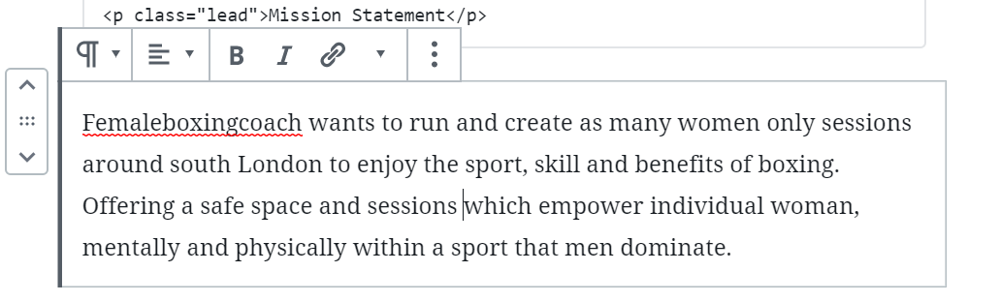 <p class="lead">Mission Statement</p>
B I
Femaleboxingcoach wants to run and create as many women only sessions
around south London to enjoy the sport, skill and benefits of boxing.
Offering a safe space and sessions which empower individual woman,
mentally and physically within a sport that men dominate.